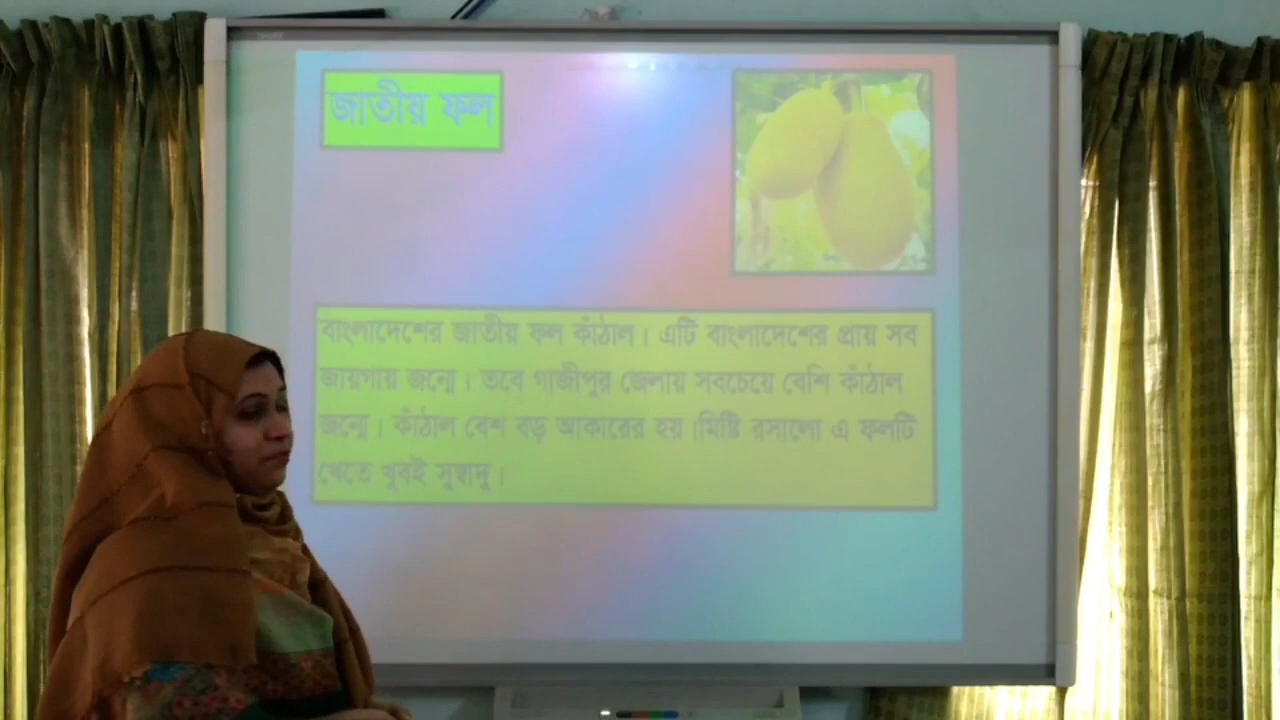 জাতীয় ফল
বাংলাদেশের জাতীয় ফল কাঁঠাল। এটি বাংলাদেশের প্রায় সব
জায়গায় জন্মে। তবে গাজীপুর জেলায় সবচেয়ে বেশি কাঁঠাল
জন্মে। কাঁঠাল বেশ বড় আকারের হয় ।মিষ্টি রসালো এ ফলটি
খেতে খুবই সুস্বাদু।